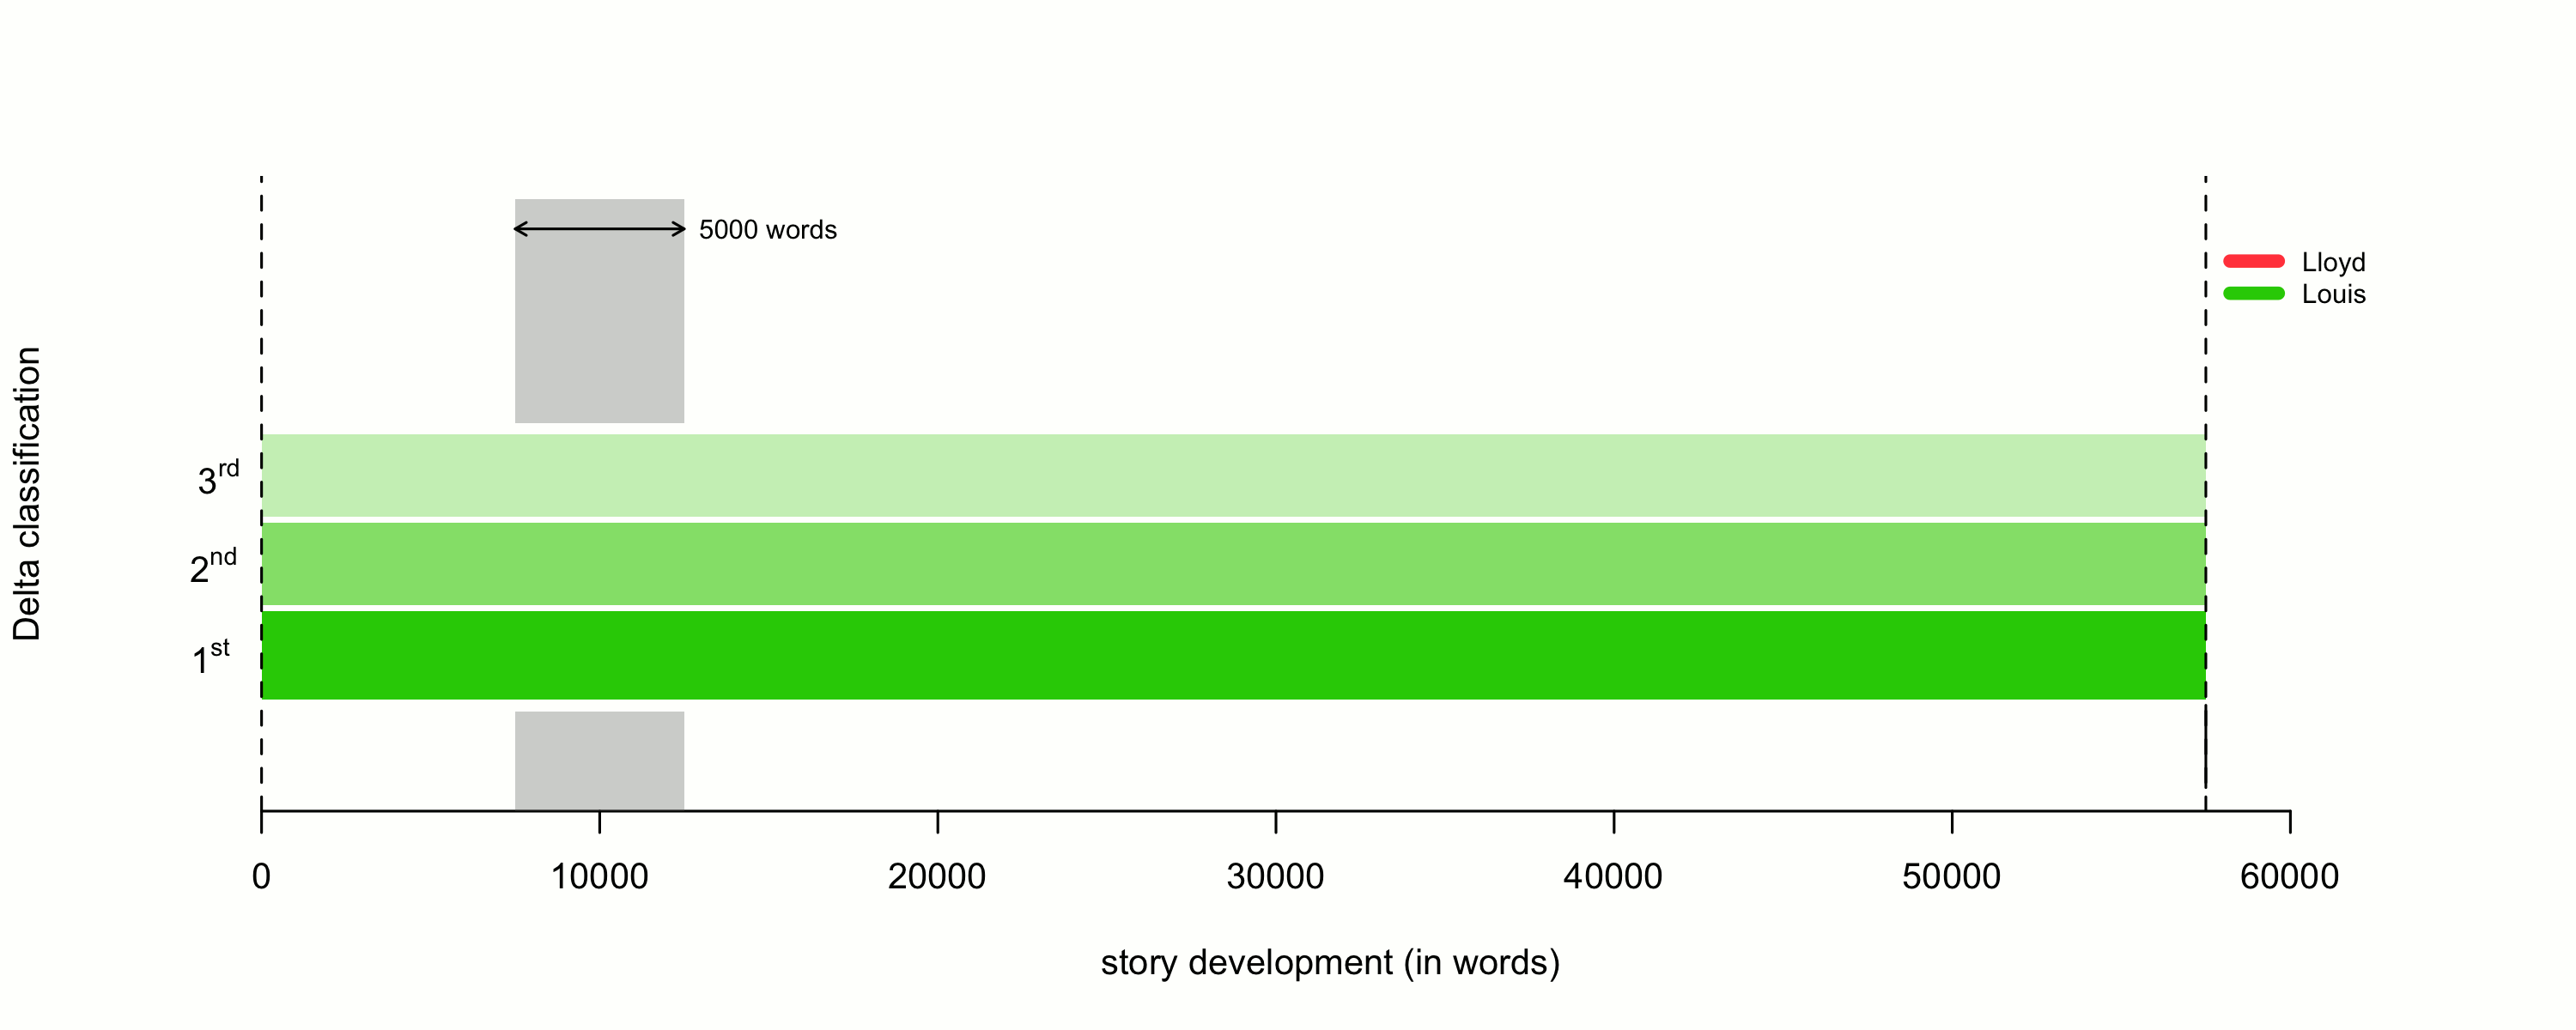 5000 words
Lloyd
Louis
Delta classification
3rd
2nd
1st
0 10000 20000 30000 40000 50000 60000
story development (in words)